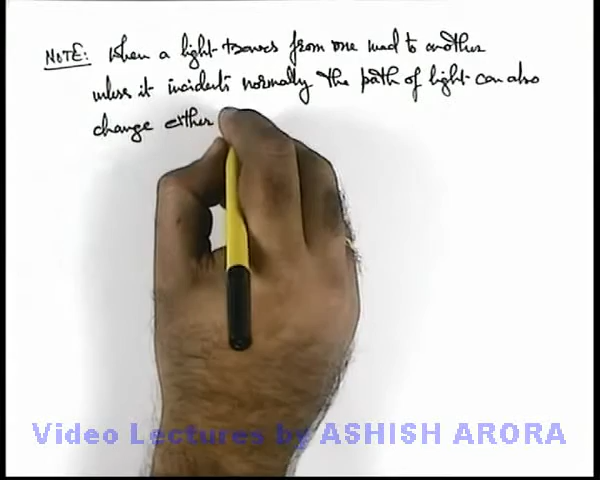 NOTE: When a light travels from one med to another
unless it incidents normally the path of light can also
change either
Video Lectures by ASHISH ARORA